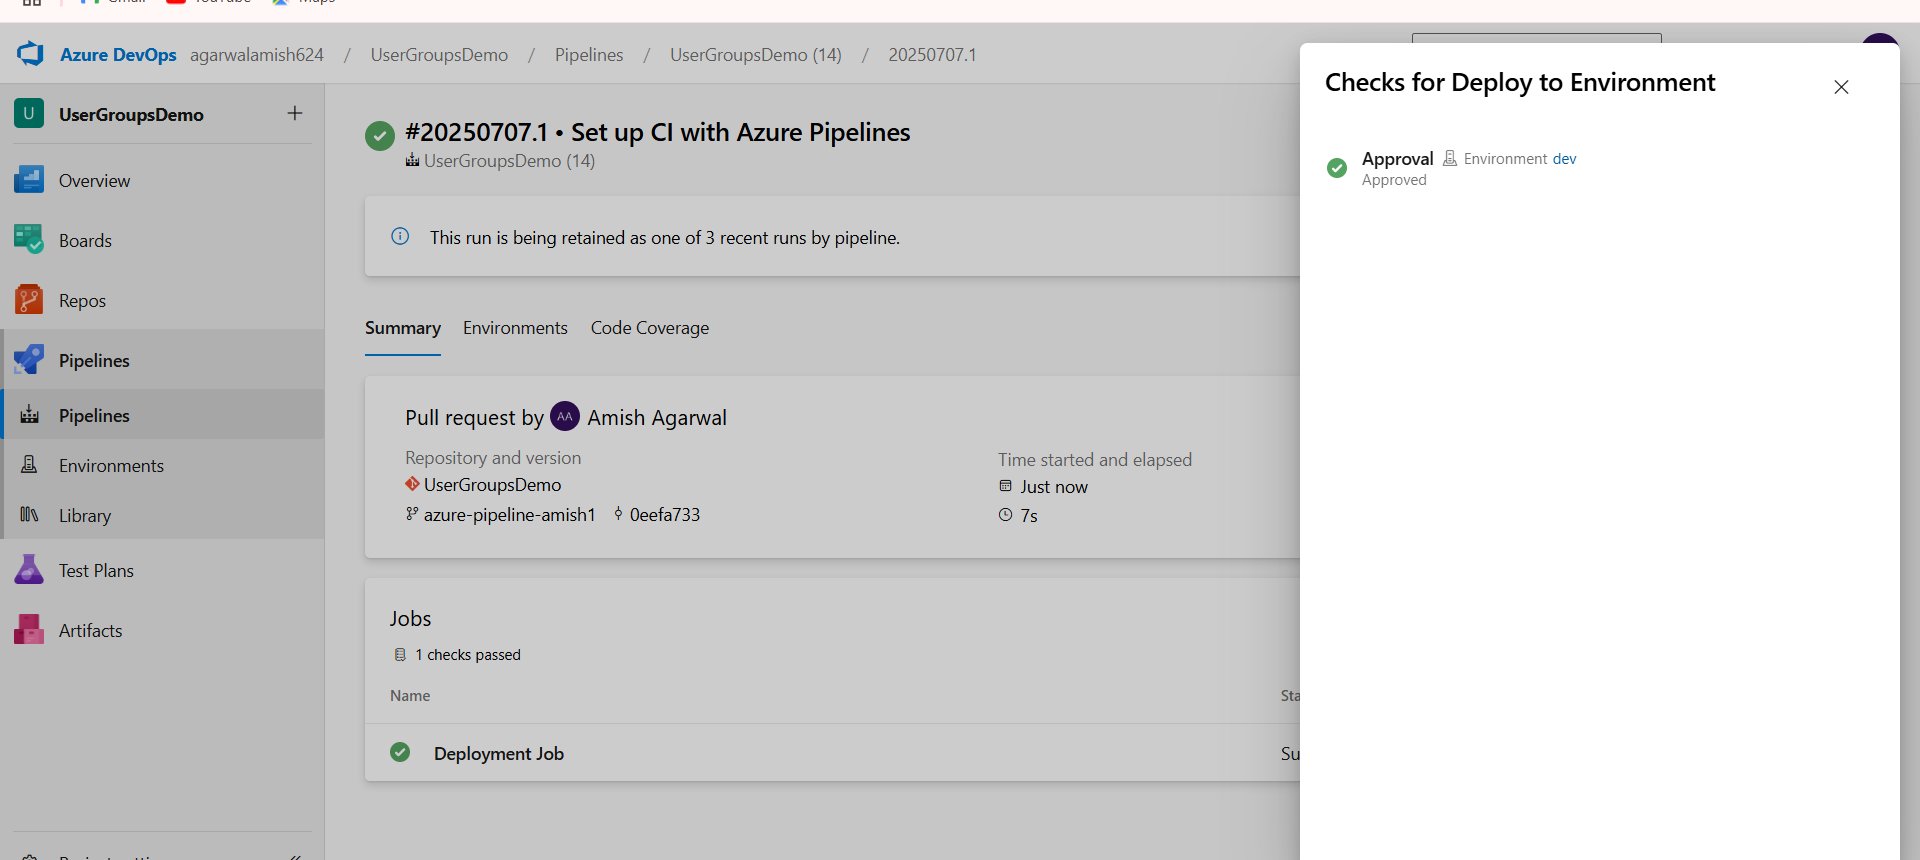 Gmail YouTube Maps
Azure DevOps agarwalamish624 / UserGroupsDemo / Pipelines / UserGroupsDemo (14) / 20250707.1
U UserGroupsDemo +
Overview
Boards
Repos
Pipelines
Pipelines
Environments
Library
Test Plans
Artifacts
#20250707.1 • Set up CI with Azure Pipelines
UserGroupsDemo (14)
This run is being retained as one of 3 recent runs by pipeline.
Summary Environments Code Coverage
Pull request by AA Amish Agarwal
Repository and version
UserGroupsDemo
azure-pipeline-amish1 0eefa733
Time started and elapsed
Just now
7s
Jobs
1 checks passed
Name Sta
Deployment Job Su
Checks for Deploy to Environment
Approval Environment dev
Approved